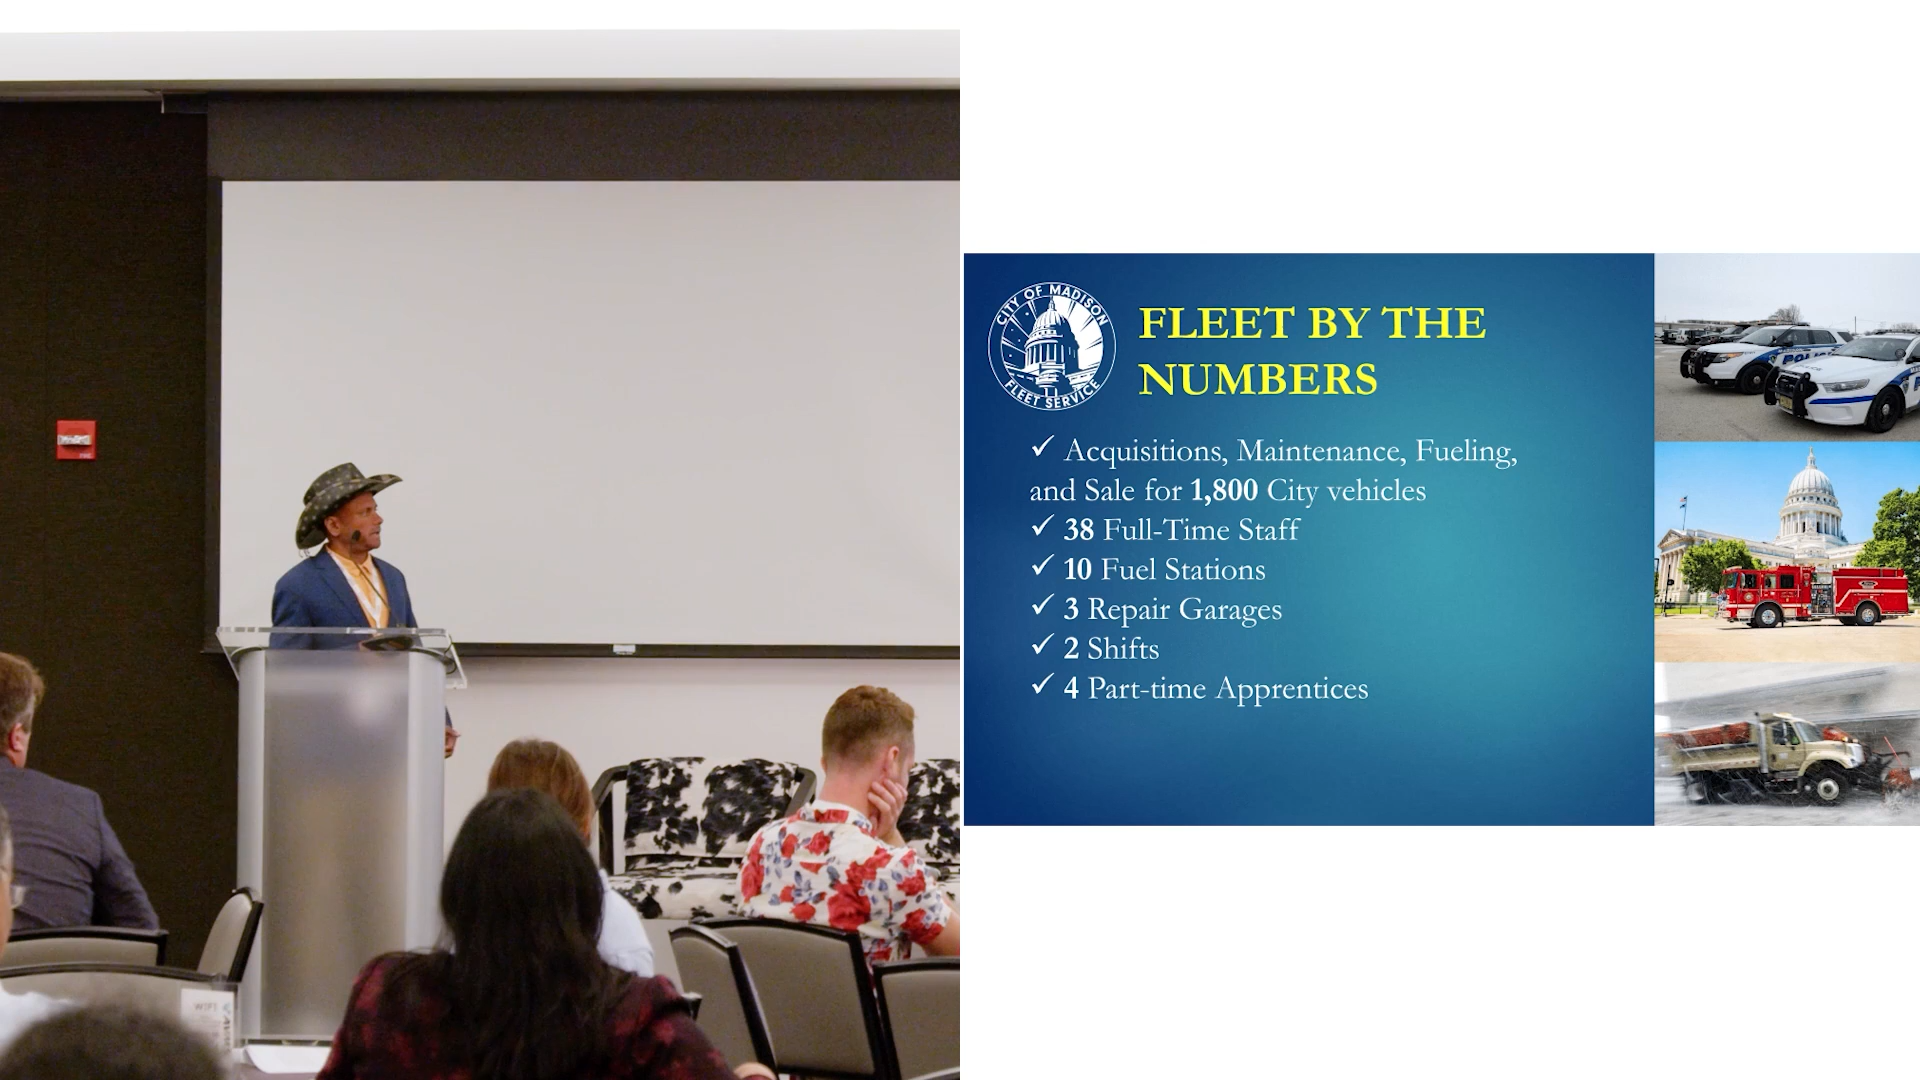 WIFI
CITY OF MADISON
FLEET SERVICE
FLEET BY THE
NUMBERS
✓ Acquisitions, Maintenance, Fueling,
and Sale for 1,800 City vehicles
✓ 38 Full-Time Staff
✓ 10 Fuel Stations
✓ 3 Repair Garages
✓ 2 Shifts
✓ 4 Part-time Apprentices
POLICE